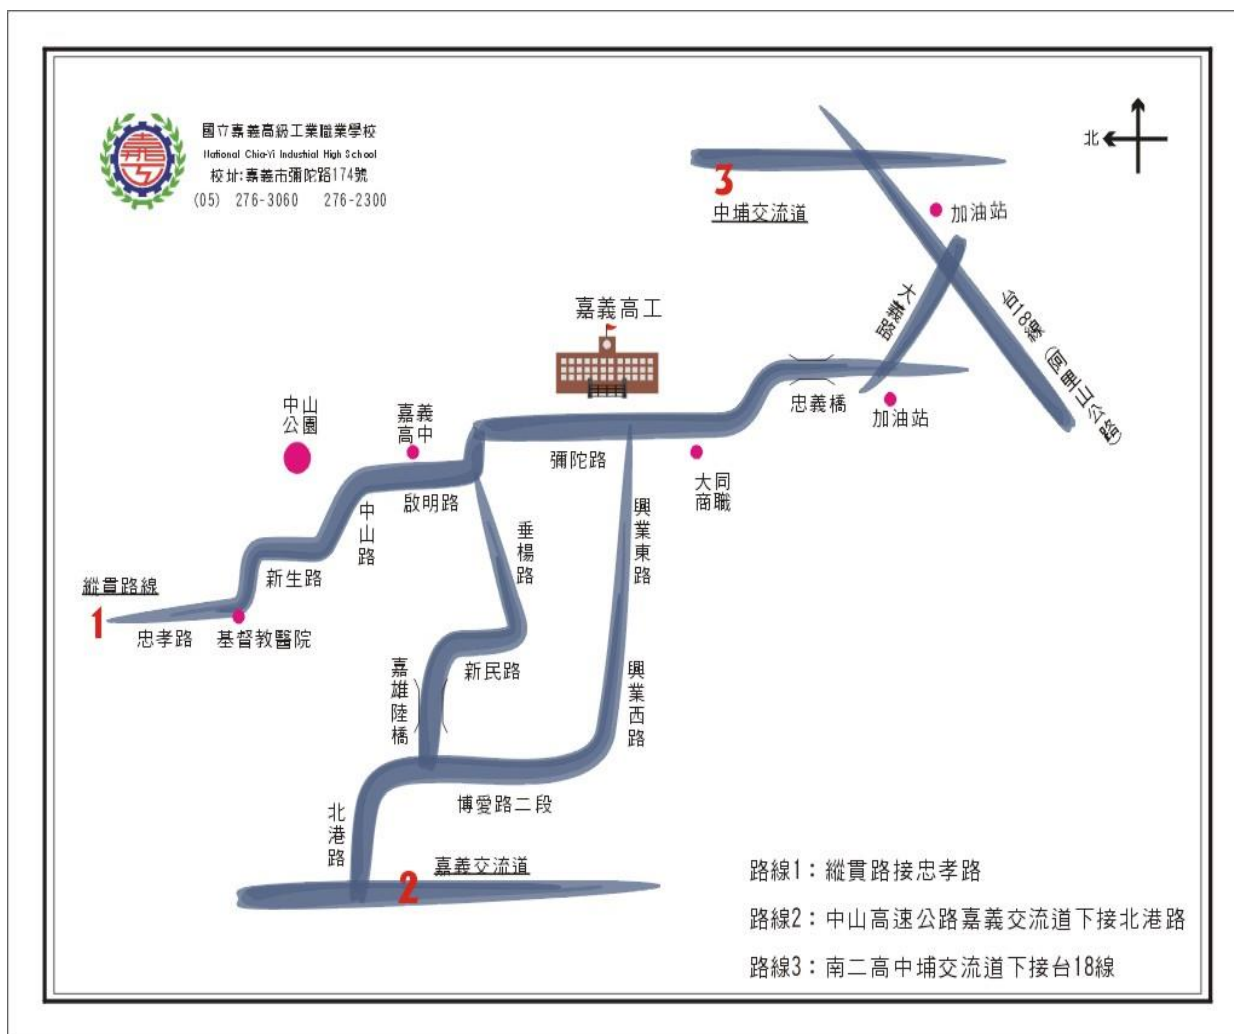 國立嘉義高級工業職業學校
National Chia-Yi Industrial High School
校址:嘉義市彌陀路174號
(05) 276-3060 276-2300
北
3
中埔交流道
加油站
大義路
台18線(阿里山公路)
嘉義高工
忠義橋
加油站
中山
公園
嘉義
高中
彌陀路
大同
商職
啟明路
中山路
垂楊路
興業東路
新生路
縱貫路線
1
忠孝路
基督教醫院
嘉雄陸橋
新民路
興業西路
博愛路二段
北港路
嘉義交流道
2
路線1：縱貫路接忠孝路
路線2：中山高速公路嘉義交流道下接北港路
路線3：南二高中埔交流道下接台18線